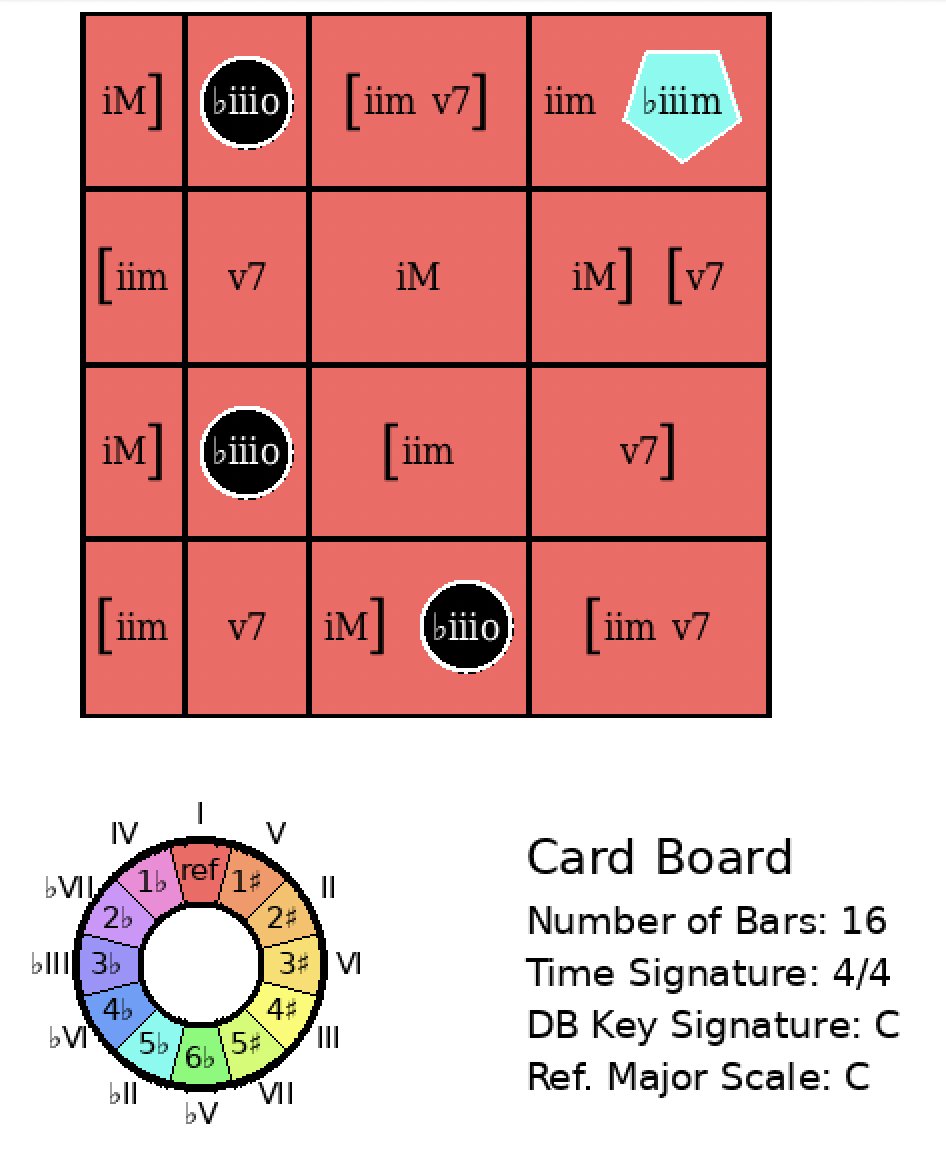 iM] ♭iiio [iim v7] iim ♭iiim
[iim v7 iM iM] [v7
iM] ♭iiio [iim v7]
[iim v7 iM] ♭iiio [iim v7
I
IV V
♭VII II
♭III VI
♭VI III
♭II VII
♭V
ref
1♭ 1♯
2♭ 2♯
3♭ 3♯
4♭ 4♯
5♭ 5♯
6♭
Card Board
Number of Bars: 16
Time Signature: 4/4
DB Key Signature: C
Ref. Major Scale: C